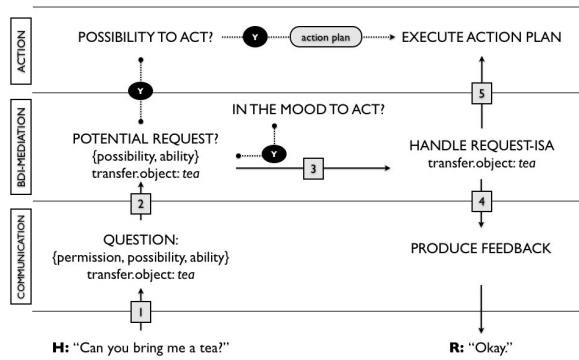 ACTION
POSSIBILITY TO ACT?
Y
action plan
EXECUTE ACTION PLAN
Y
5
BDI-MEDIATION
IN THE MOOD TO ACT?
POTENTIAL REQUEST?
{possibility, ability}
transfer.object: tea
Y
3
HANDLE REQUEST-ISA
transfer.object: tea
2
4
COMMUNICATION
QUESTION:
{permission, possibility, ability}
transfer.object: tea
PRODUCE FEEDBACK
1
H: “Can you bring me a tea?”
R: “Okay.”